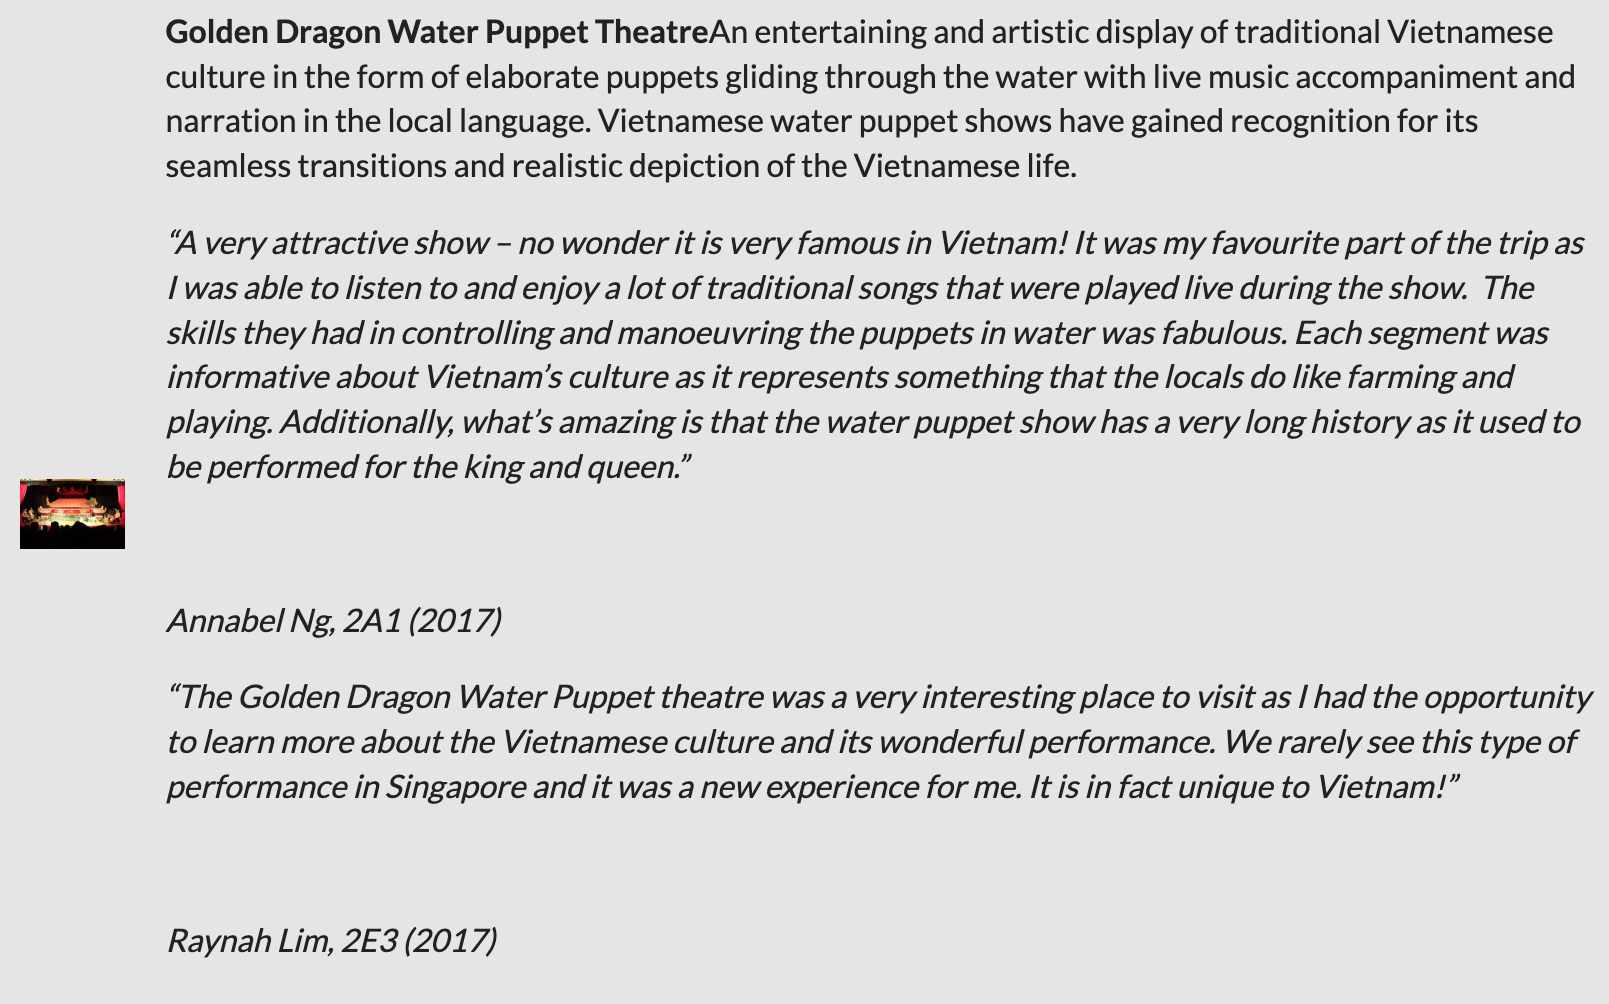 Golden Dragon Water Puppet TheatreAn entertaining and artistic display of traditional Vietnamese
culture in the form of elaborate puppets gliding through the water with live music accompaniment and
narration in the local language. Vietnamese water puppet shows have gained recognition for its
seamless transitions and realistic depiction of the Vietnamese life.
“A very attractive show – no wonder it is very famous in Vietnam! It was my favourite part of the trip as
I was able to listen to and enjoy a lot of traditional songs that were played live during the show.  The
skills they had in controlling and manoeuvring the puppets in water was fabulous. Each segment was
informative about Vietnam’s culture as it represents something that the locals do like farming and
playing. Additionally, what’s amazing is that the water puppet show has a very long history as it used to
be performed for the king and queen.”
Annabel Ng, 2A1 (2017)
“The Golden Dragon Water Puppet theatre was a very interesting place to visit as I had the opportunity
to learn more about the Vietnamese culture and its wonderful performance. We rarely see this type of
performance in Singapore and it was a new experience for me. It is in fact unique to Vietnam!”
Raynah Lim, 2E3 (2017)